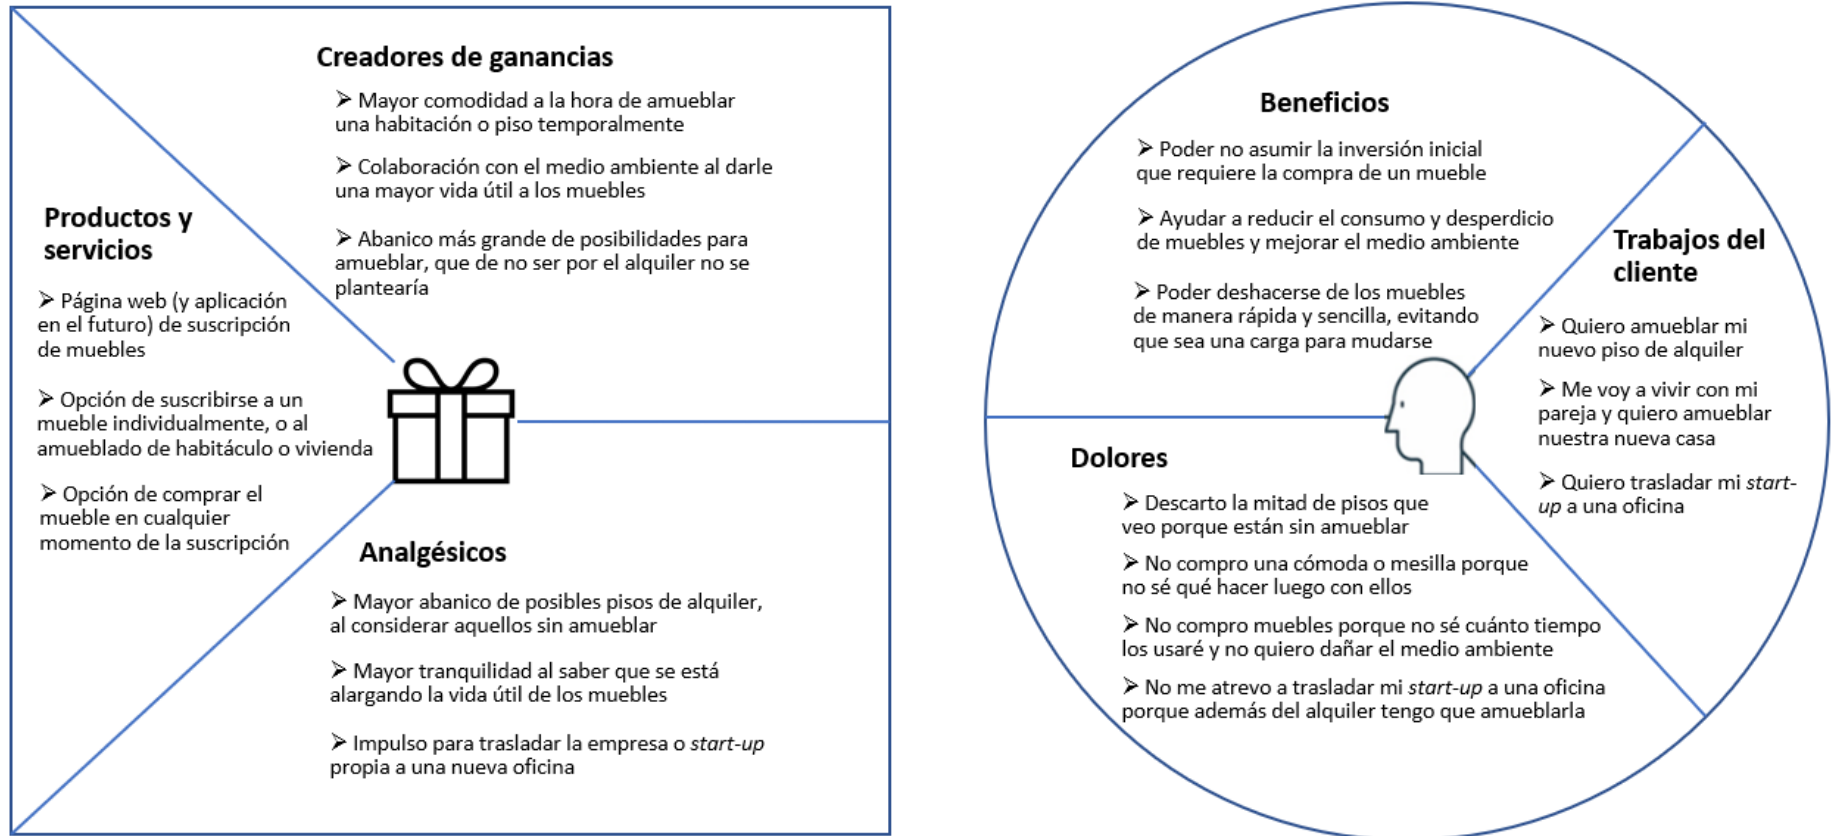 Creadores de ganancias
➢ Mayor comodidad a la hora de amueblar
una habitación o piso temporalmente
➢ Colaboración con el medio ambiente al darle
una mayor vida útil a los muebles
➢ Abanico más grande de posibilidades para
amueblar, que de no ser por el alquiler no se
plantearía
Productos y
servicios
➢ Página web (y aplicación
en el futuro) de suscripción
de muebles
➢ Opción de suscribirse a un
mueble individualmente, o al
amueblado de habitáculo o vivienda
➢ Opción de comprar el
mueble en cualquier
momento de la suscripción
Analgésicos
➢ Mayor abanico de posibles pisos de alquiler,
al considerar aquellos sin amueblar
➢ Mayor tranquilidad al saber que se está
alargando la vida útil de los muebles
➢ Impulso para trasladar la empresa o start-up
propia a una nueva oficina
Beneficios
➢ Poder no asumir la inversión inicial
que requiere la compra de un mueble
➢ Ayudar a reducir el consumo y desperdicio
de muebles y mejorar el medio ambiente
➢ Poder deshacerse de los muebles
de manera rápida y sencilla, evitando
que sea una carga para mudarse
Trabajos del
cliente
➢ Quiero amueblar mi
nuevo piso de alquiler
➢ Me voy a vivir con mi
pareja y quiero amueblar
nuestra nueva casa
➢ Quiero trasladar mi start-
up a una oficina
Dolores
➢ Descarto la mitad de pisos que
veo porque están sin amueblar
➢ No compro una cómoda o mesilla porque
no sé qué hacer luego con ellos
➢ No compro muebles porque no sé cuánto tiempo
los usaré y no quiero dañar el medio ambiente
➢ No me atrevo a trasladar mi start-up a una oficina
porque además del alquiler tengo que amueblarla